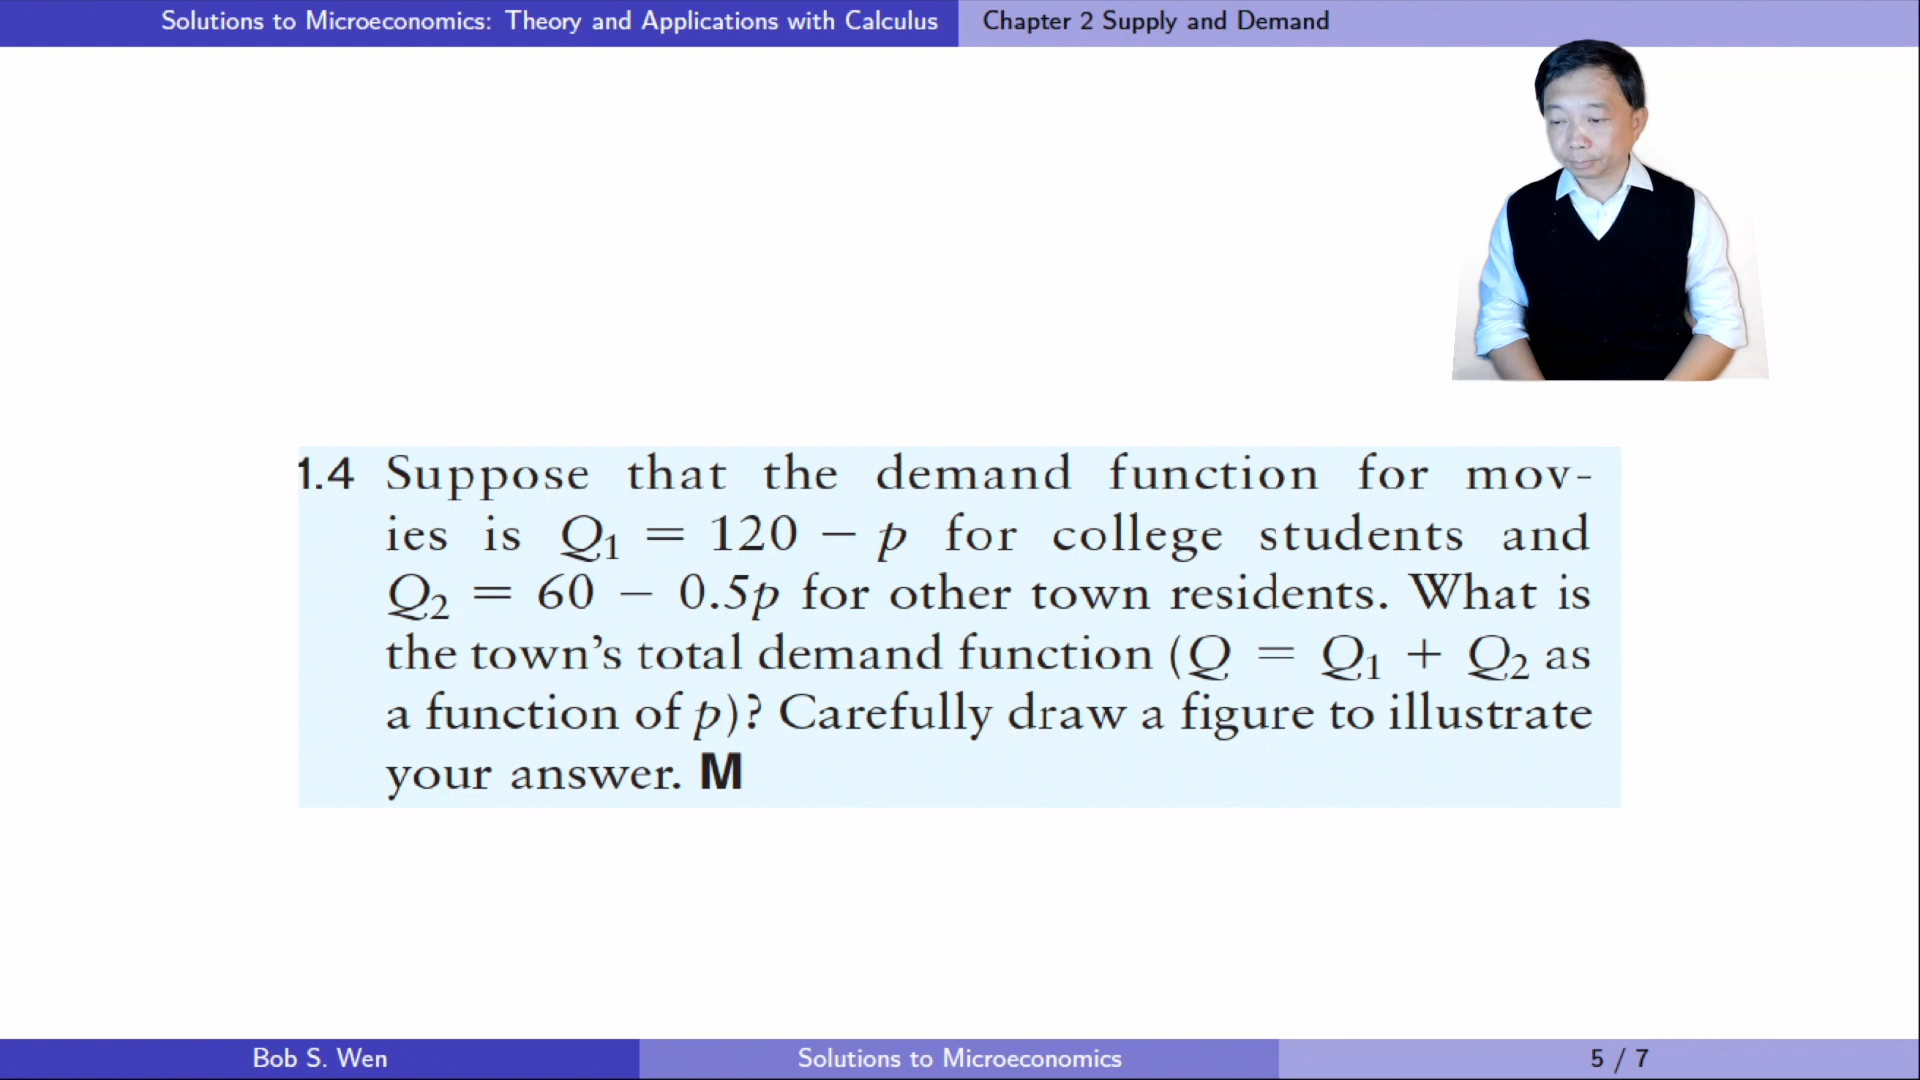 Solutions to Microeconomics: Theory and Applications with Calculus
Chapter 2 Supply and Demand
1.4 Suppose that the demand function for mov-
ies is Q₁ = 120 − p for college students and
Q₂ = 60 − 0.5p for other town residents. What is
the town’s total demand function (Q = Q₁ + Q₂ as
a function of p)? Carefully draw a figure to illustrate
your answer. M
Bob S. Wen
Solutions to Microeconomics
5 / 7